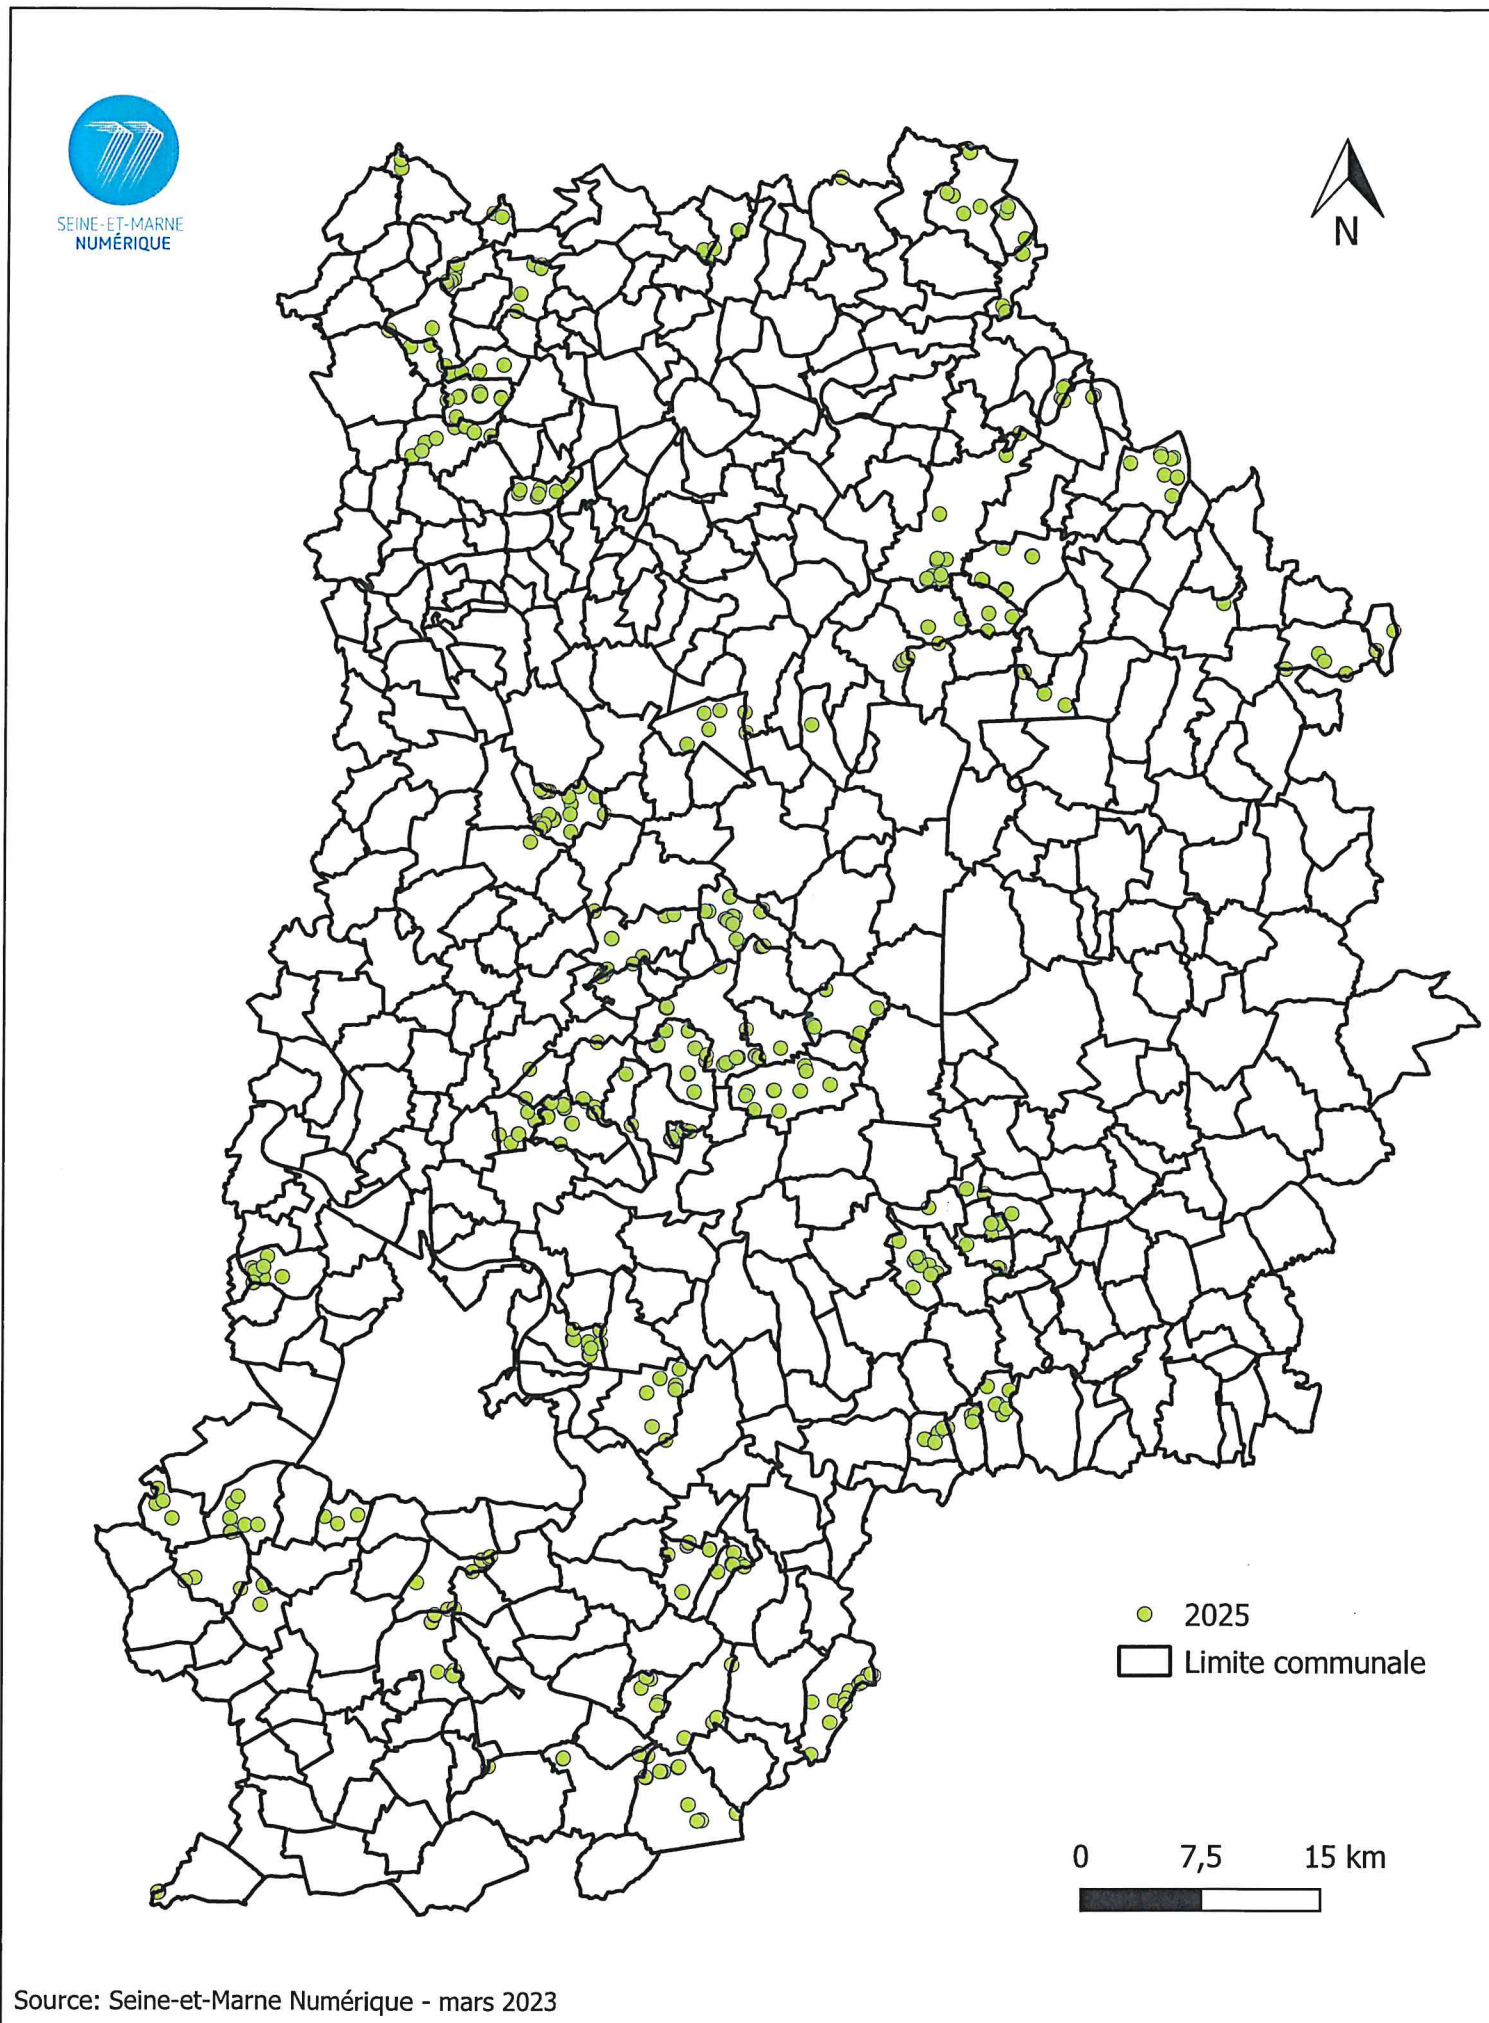 SEINE-ET-MARNE
NUMÉRIQUE
N
2025
Limite communale
0 7,5 15 km
Source: Seine-et-Marne Numérique - mars 2023